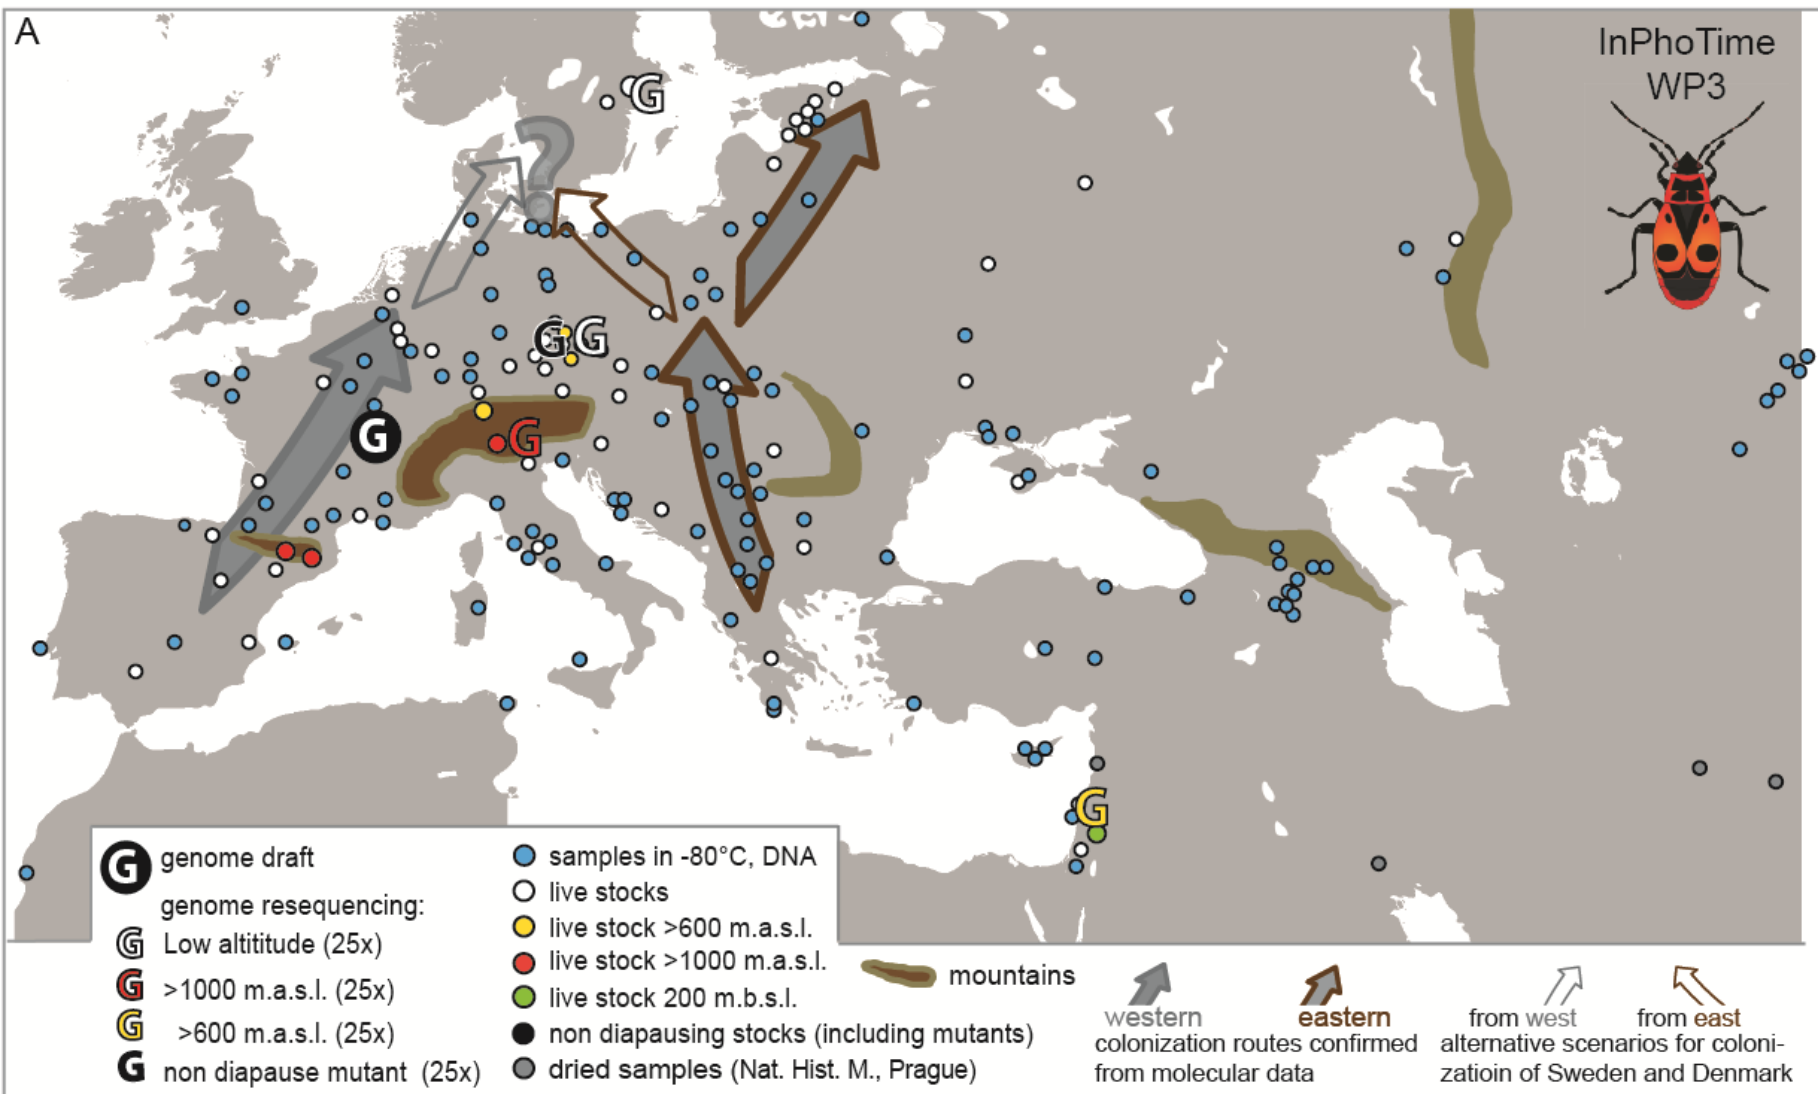 A
InPhoTime
WP3
G
?
G
G
G
G
G
G
genome draft
genome resequencing:
G Low altititude (25x)
G >1000 m.a.s.l. (25x)
G >600 m.a.s.l. (25x)
G non diapause mutant (25x)
samples in -80°C, DNA
live stocks
live stock >600 m.a.s.l.
live stock >1000 m.a.s.l.
live stock 200 m.b.s.l.
non diapausing stocks (including mutants)
dried samples (Nat. Hist. M., Prague)
mountains
western eastern
colonization routes confirmed
from molecular data
from west from east
alternative scenarios for coloni-
zatioin of Sweden and Denmark